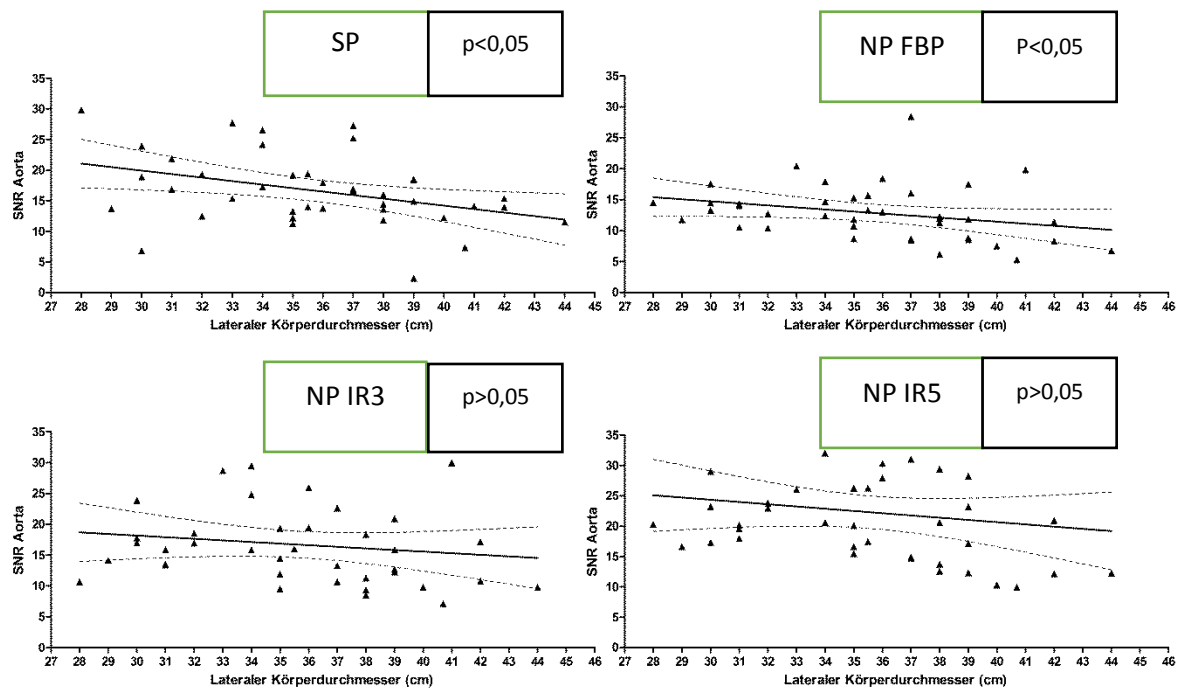 SP
p<0,05
35
30
25
20
15
10
5
0
SNR Aorta
27 28 29 30 31 32 33 34 35 36 37 38 39 40 41 42 43 44 45
Lateraler Körperdurchmesser (cm)
NP FBP
P<0,05
35
30
25
20
15
10
5
0
SNR Aorta
27 28 29 30 31 32 33 34 35 36 37 38 39 40 41 42 43 44 45 46
Lateraler Körperdurchmesser (cm)
NP IR3
p>0,05
35
30
25
20
15
10
5
0
SNR Aorta
27 28 29 30 31 32 33 34 35 36 37 38 39 40 41 42 43 44 45 46
Lateraler Körperdurchmesser (cm)
NP IR5
p>0,05
35
30
25
20
15
10
5
0
SNR Aorta
27 28 29 30 31 32 33 34 35 36 37 38 39 40 41 42 43 44 45 46
Lateraler Körperdurchmesser (cm)